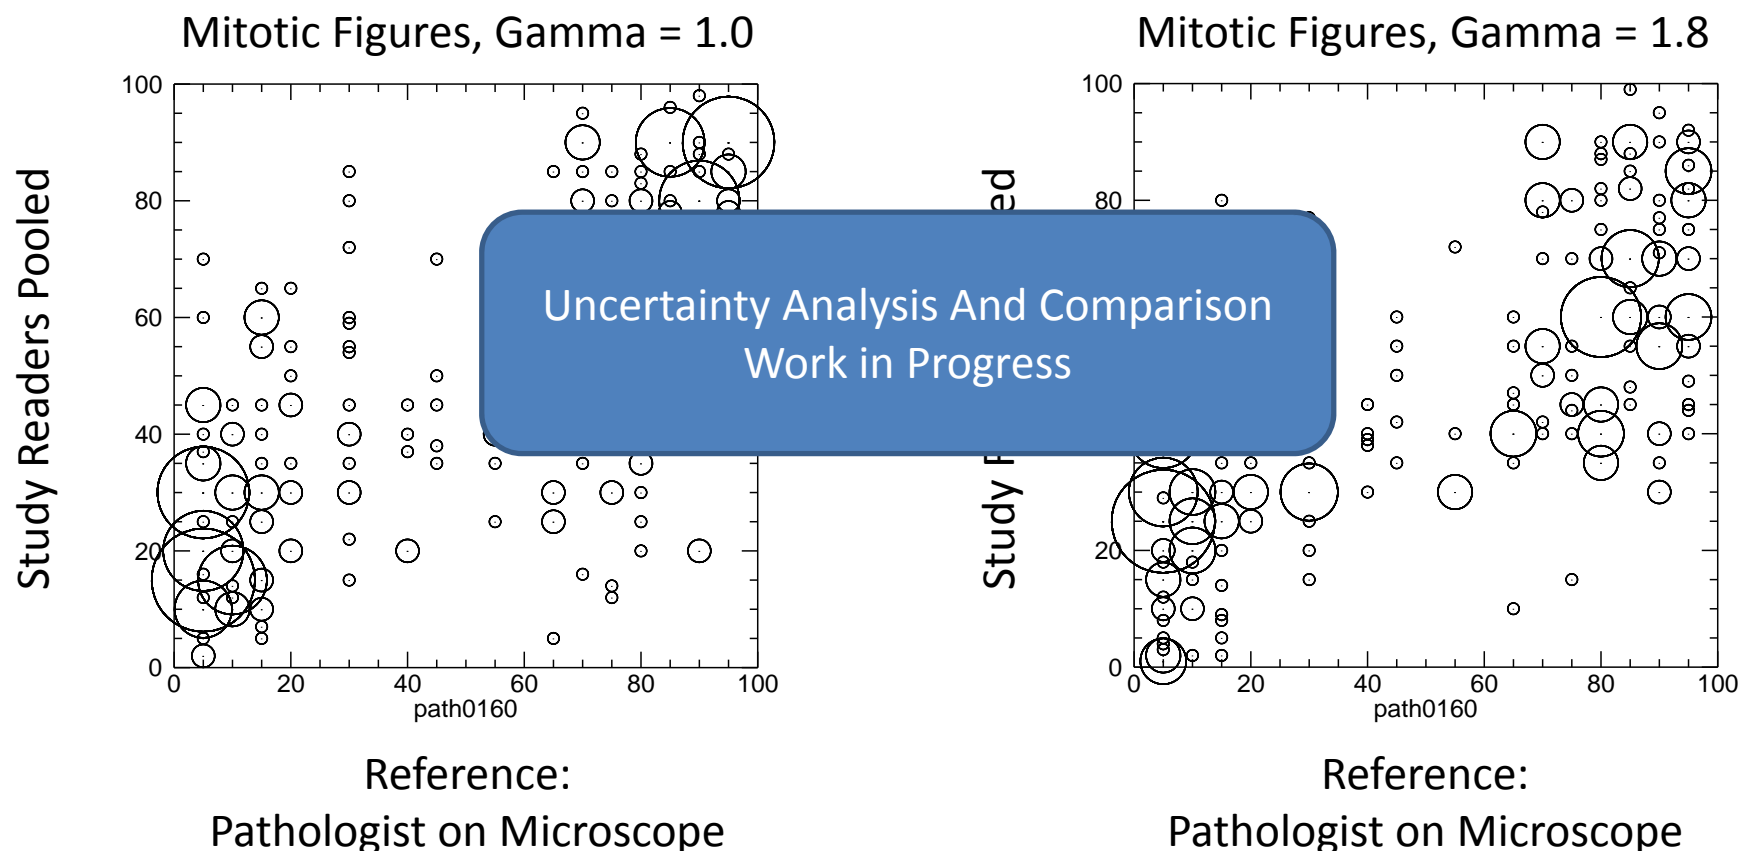 Mitotic Figures, Gamma = 1.0
100
80
60
40
20
0
0 20 40 60 80 100
path0160
Study Readers Pooled
Reference:
Pathologist on Microscope
Uncertainty Analysis And Comparison
Work in Progress
Mitotic Figures, Gamma = 1.8
100
80
20
0
0 20 40 60 80 100
path0160
Study
Reference:
Pathologist on Microscope